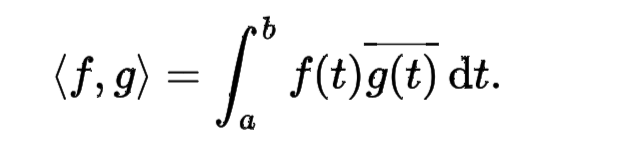 ⟨f, g⟩ = ∫_a^b f(t)\overline{g(t)} dt.